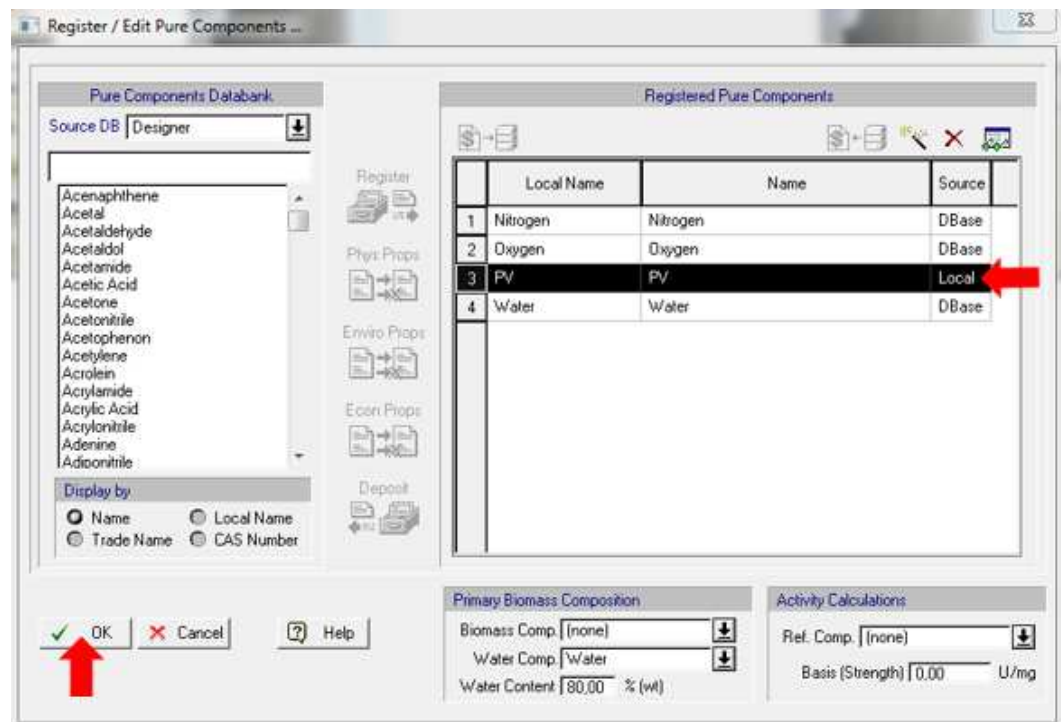 Register / Edit Pure Components ...
Pure Components Databank
Source DB Designer
Acenaphthene
Acetal
Acetaldehyde
Acetaldol
Acetamide
Acetic Acid
Acetone
Acetonitrile
Acetophenon
Acetylene
Acrolein
Acrylamide
Acrylic Acid
Acrylonitrile
Adenine
Adiponitrile
Display by
Name Local Name
Trade Name CAS Number
Register
Phys Props
Enviro Props
Econ Props
Deposit
Registered Pure Components
Local Name Name Source
1 Nitrogen Nitrogen DBase
2 Oxygen Oxygen DBase
3 PV PV Local
4 Water Water DBase
OK Cancel Help
Primary Biomass Composition
Biomass Comp. (none)
Water Comp. Water
Water Content 80,00 % (wt)
Activity Calculations
Ref. Comp. (none)
Basis (Strength) 0,00 U/mg